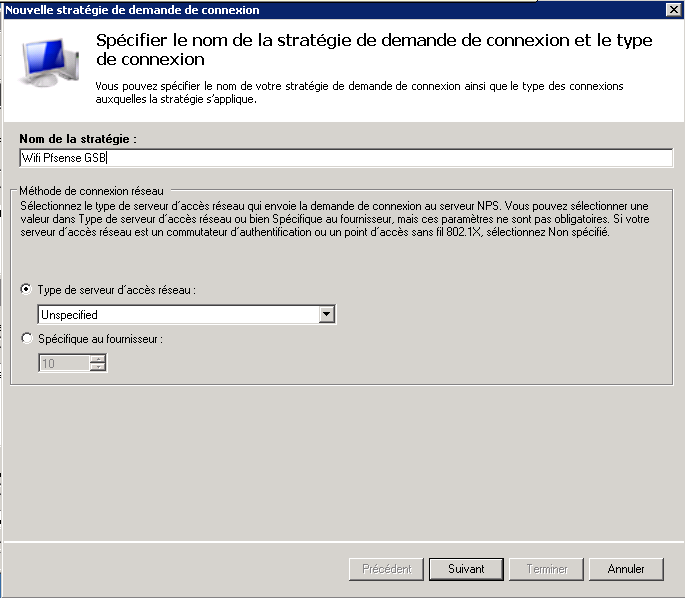 Nouvelle stratégie de demande de connexion
Spécifier le nom de la stratégie de demande de connexion et le type
de connexion
Vous pouvez spécifier le nom de votre stratégie de demande de connexion ainsi que le type des connexions
auxquelles la stratégie s'applique.
Nom de la stratégie :
Wifi Pfsense GSB
Méthode de connexion réseau
Sélectionnez le type de serveur d'accès réseau qui envoie la demande de connexion au serveur NPS. Vous pouvez sélectionner une
valeur dans Type de serveur d'accès réseau ou bien Spécifique au fournisseur, mais ces paramètres ne sont pas obligatoires. Si votre
serveur d'accès réseau est un commutateur d'authentification ou un point d'accès sans fil 802.1X, sélectionnez Non spécifié.
Type de serveur d'accès réseau :
Unspecified
Spécifique au fournisseur :
10
Précédent
Suivant
Terminer
Annuler